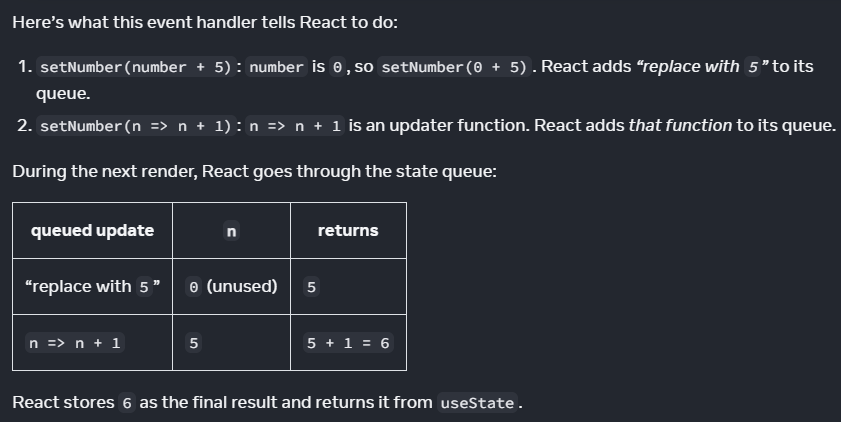 Here's what this event handler tells React to do:
1. setNumber(number + 5) : number is 0 , so setNumber(0 + 5) . React adds “replace with 5 ” to its
queue.
2. setNumber(n => n + 1) : n => n + 1 is an updater function. React adds that function to its queue.
During the next render, React goes through the state queue:
queued update n returns
“replace with 5 ” 0 (unused) 5
n => n + 1 5 5 + 1 = 6
React stores 6 as the final result and returns it from useState .